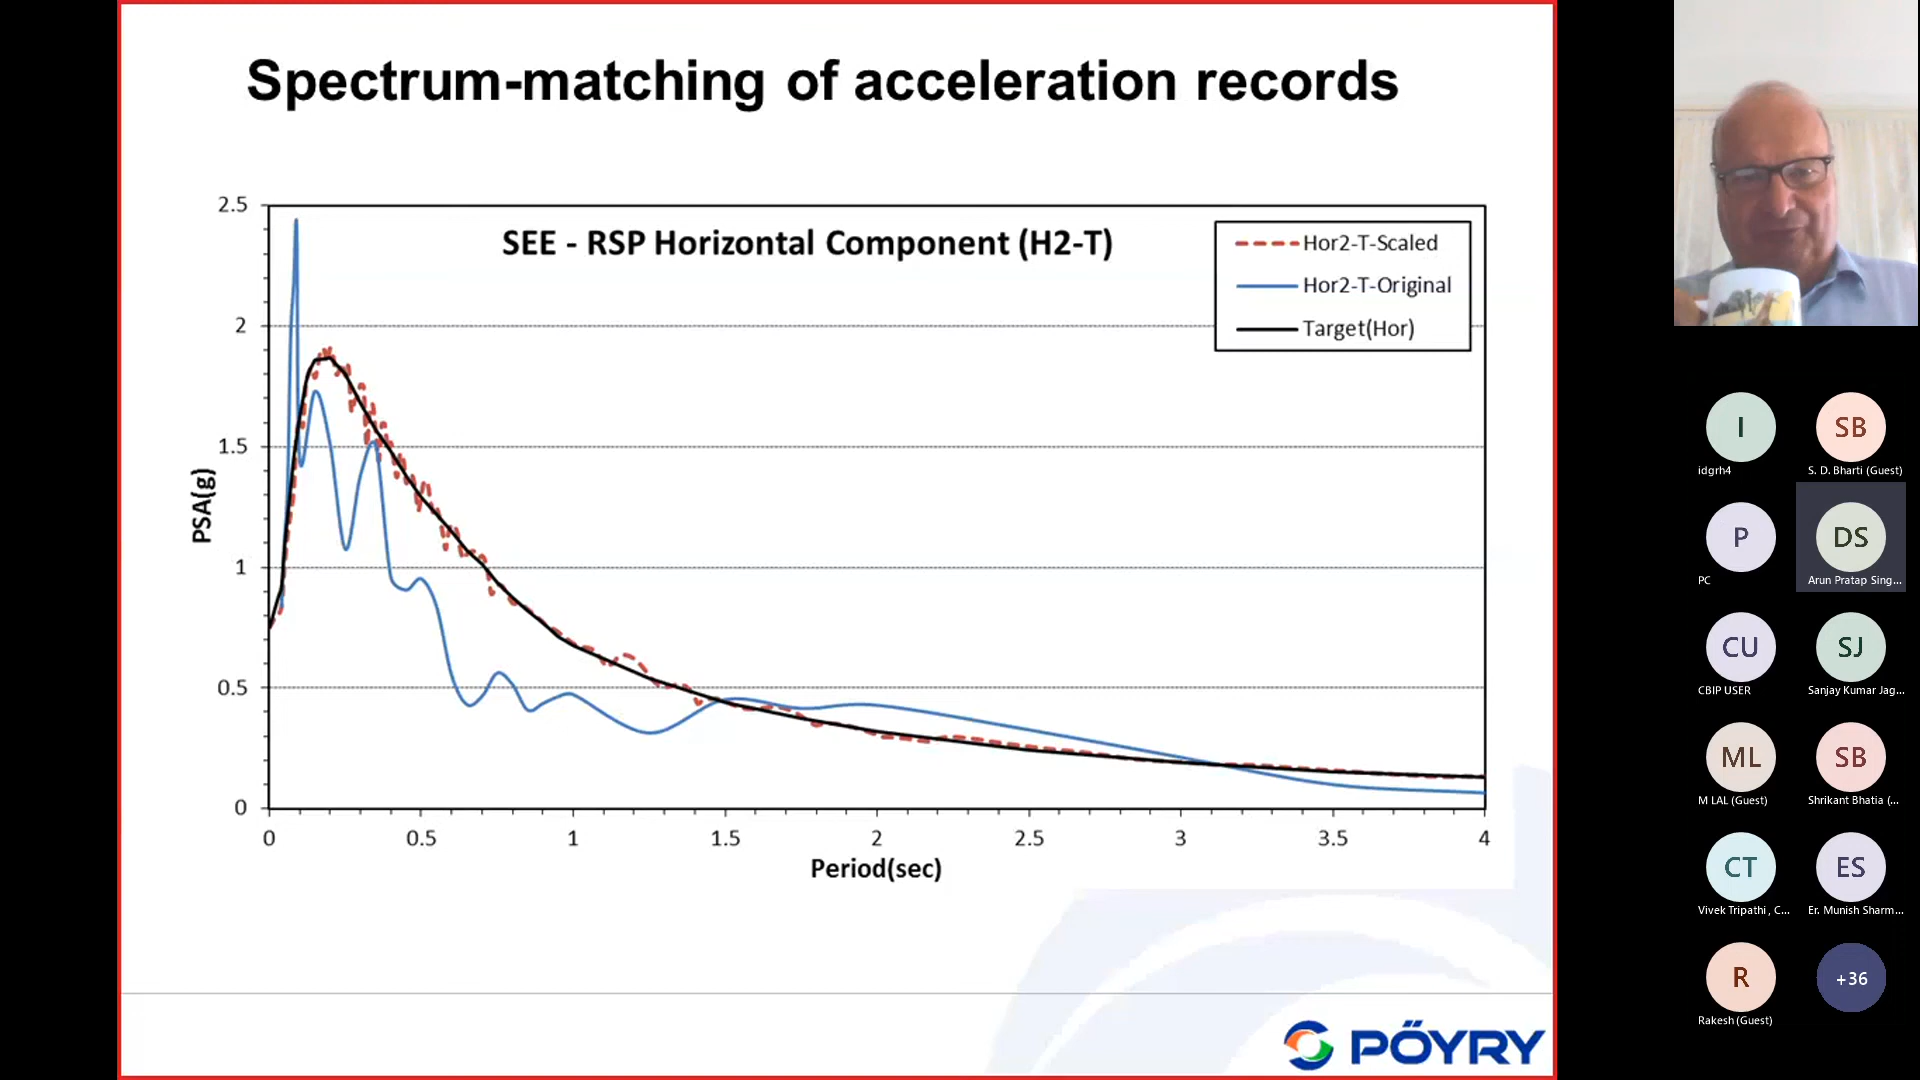 Spectrum-matching of acceleration records
SEE - RSP Horizontal Component (H2-T)
Hor2-T-Scaled
Hor2-T-Original
Target(Hor)
2.5
2
1.5
1
0.5
0
PSA(g)
0 0.5 1 1.5 2 2.5 3 3.5 4
Period(sec)
PÖYRY
I SB
idgrh4 S. D. Bharti (Guest)
P DS
PC Arun Pratap Sing...
CU SJ
CBIP USER Sanjay Kumar Jag...
ML SB
M LAL (Guest) Shrikant Bhatia (...
CT ES
Vivek Tripathi , C... Er. Munish Sharm...
R +36
Rakesh (Guest)